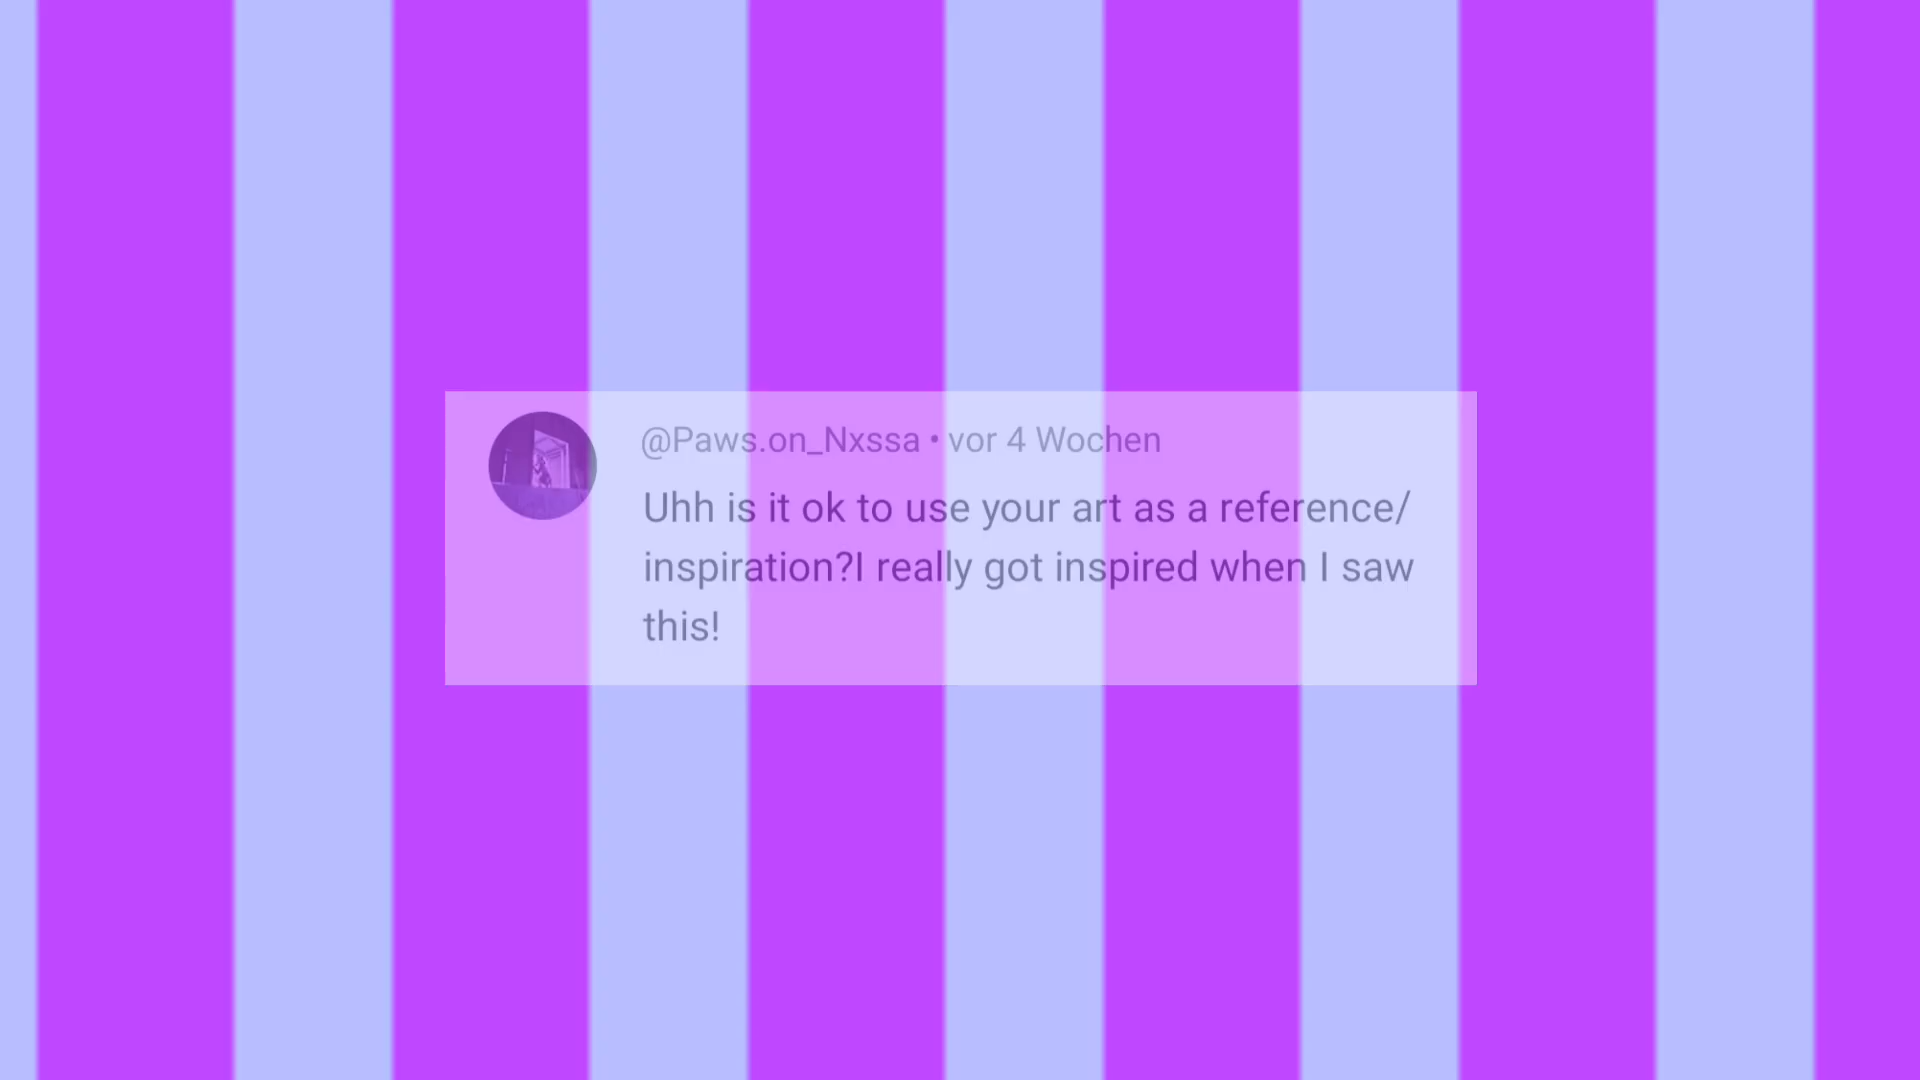 @Paws.on_Nxssa • vor 4 Wochen
Uhh is it ok to use your art as a reference/
inspiration?I really got inspired when I saw
this!